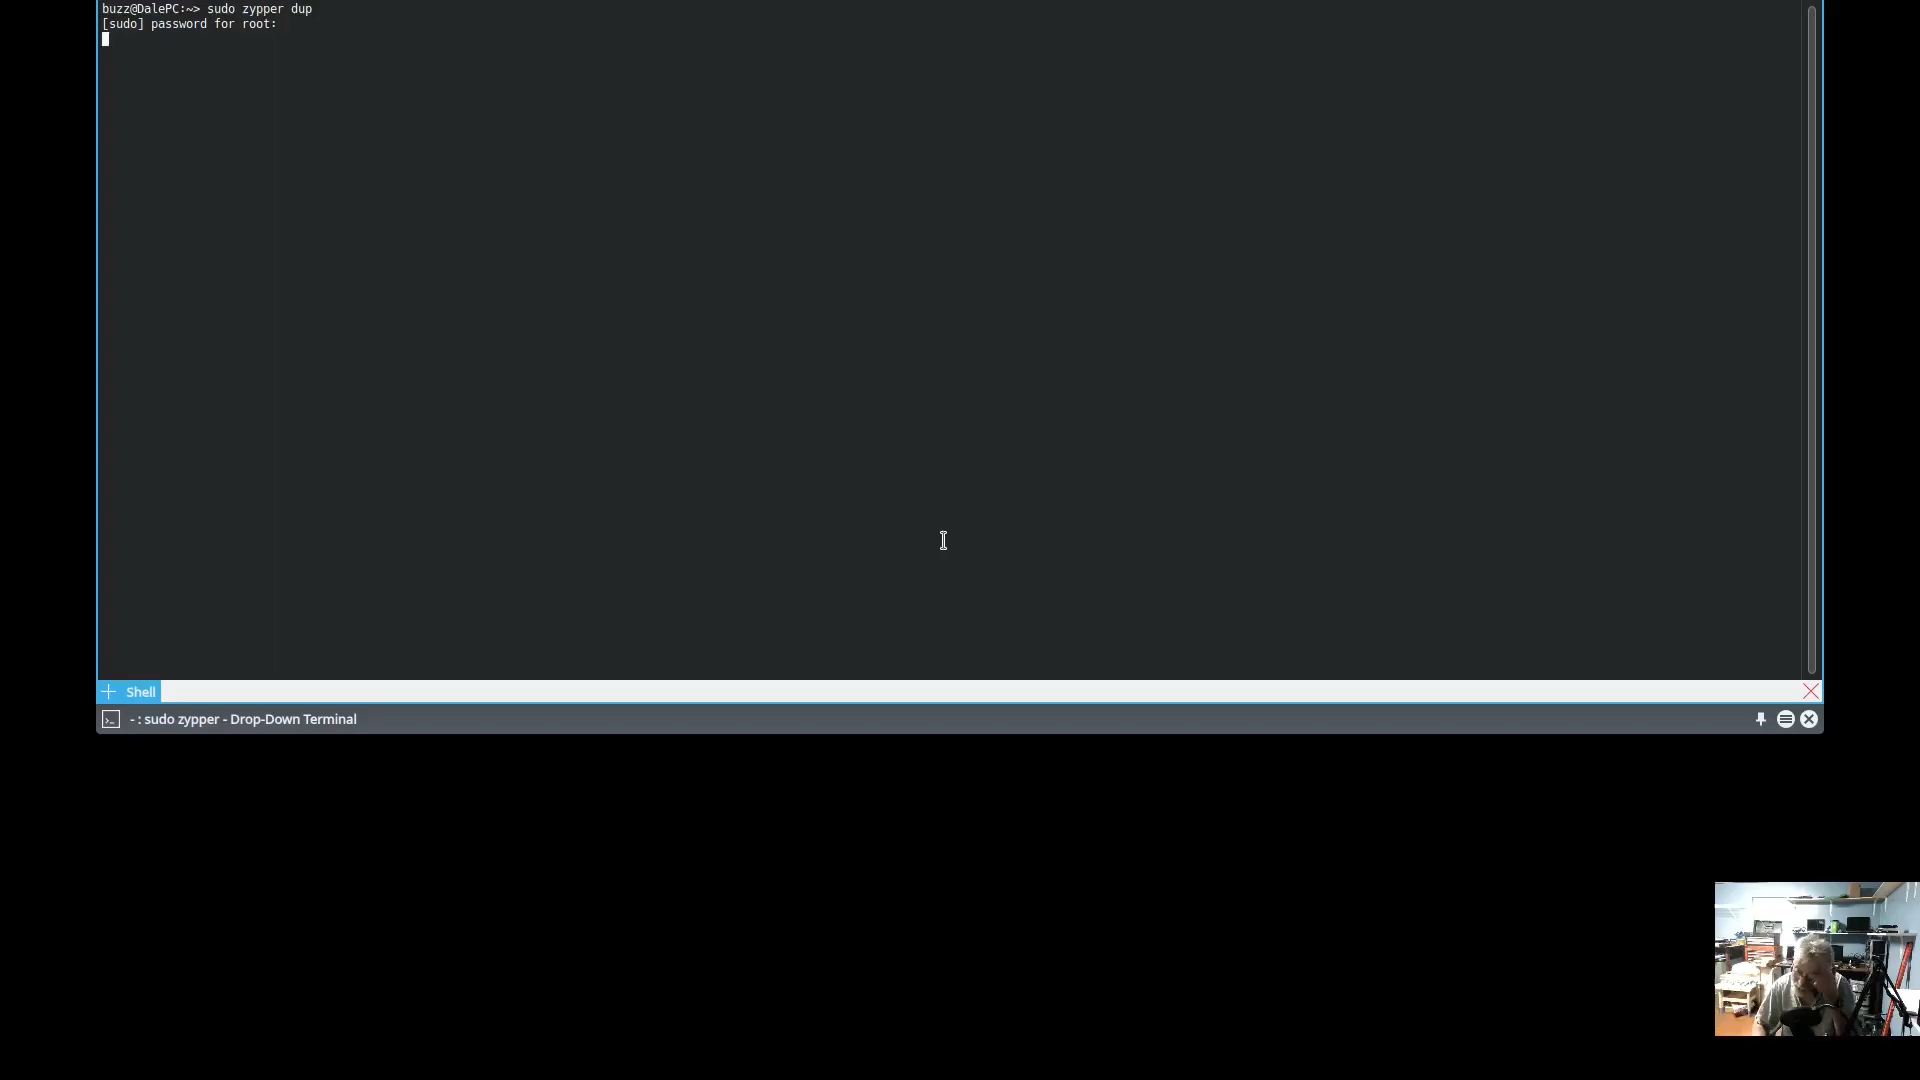 buzz@DalePC:~> sudo zypper dup
[sudo] password for root:
Shell
- : sudo zypper - Drop-Down Terminal